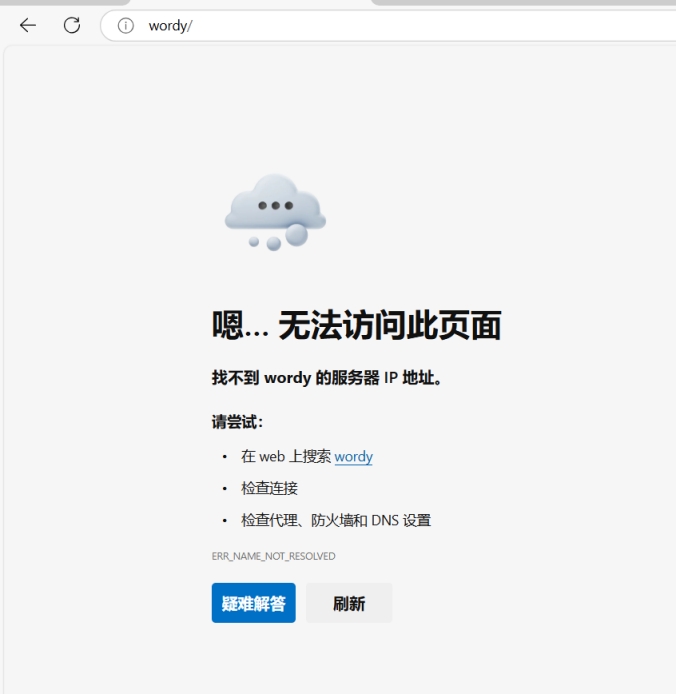 wordy/
嗯… 无法访问此页面
找不到 wordy 的服务器 IP 地址。
请尝试：
• 在 web 上搜索 wordy
• 检查连接
• 检查代理、防火墙和 DNS 设置
ERR_NAME_NOT_RESOLVED
疑难解答 刷新